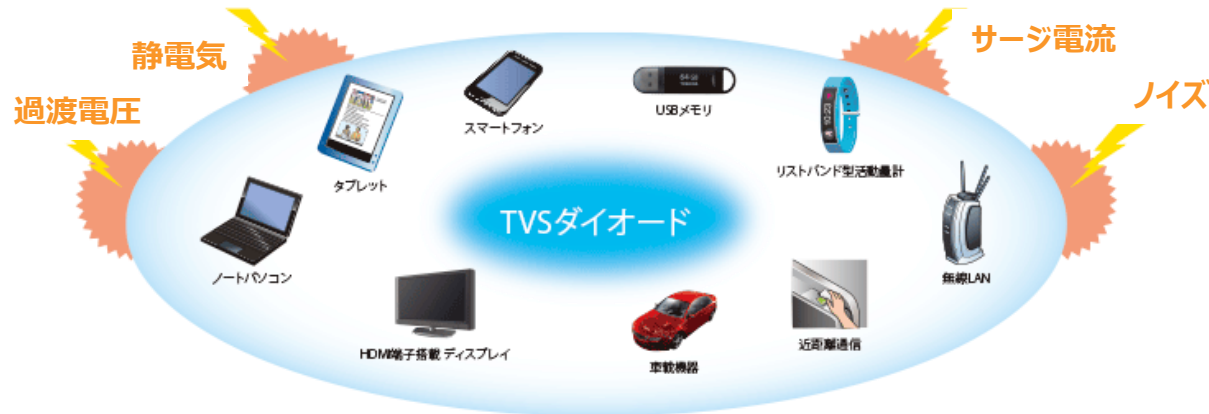 静電気
サージ電流
過渡電圧
ノイズ
スマートフォン
USBメモリ
タブレット
リストバンド型活動量計
TVSダイオード
ノートパソコン
無線LAN
HDMI端子搭載 ディスプレイ
車載機器
近距離通信
10:23